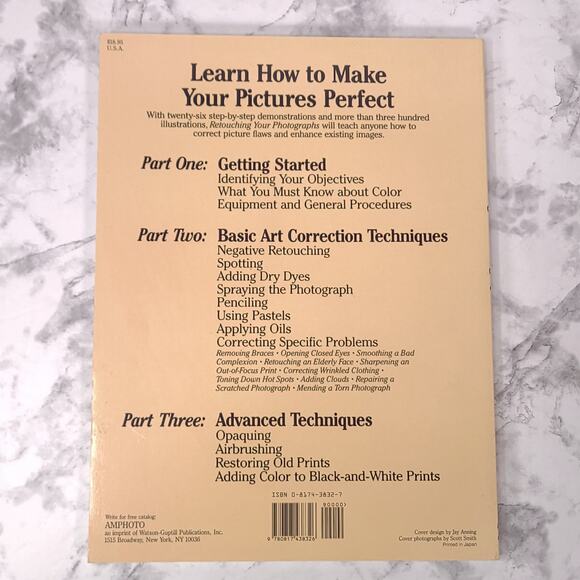 $18.95
U.S.A.
Learn How to Make
Your Pictures Perfect
With twenty-six step-by-step demonstrations and more than three hundred
illustrations, Retouching Your Photographs will teach anyone how to
correct picture flaws and enhance existing images.
Part One: Getting Started
Identifying Your Objectives
What You Must Know about Color
Equipment and General Procedures
Part Two: Basic Art Correction Techniques
Negative Retouching
Spotting
Adding Dry Dyes
Spraying the Photograph
Penciling
Using Pastels
Applying Oils
Correcting Specific Problems
Removing Braces • Opening Closed Eyes • Smoothing a Bad
Complexion • Retouching an Elderly Face • Sharpening an
Out-of-Focus Print • Correcting Wrinkled Clothing •
Toning Down Hot Spots • Adding Clouds • Repairing a
Scratched Photograph • Mending a Torn Photograph
Part Three: Advanced Techniques
Opaquing
Airbrushing
Restoring Old Prints
Adding Color to Black-and-White Prints
ISBN 0-8174-3832-7
90000>
9 780817 438326
Write for free catalog:
AMPHOTO
an imprint of Watson-Guptill Publications, Inc.
1515 Broadway, New York, NY 10036
Cover design by Jay Anning
Cover photographs by Scott Smith
Printed in Japan